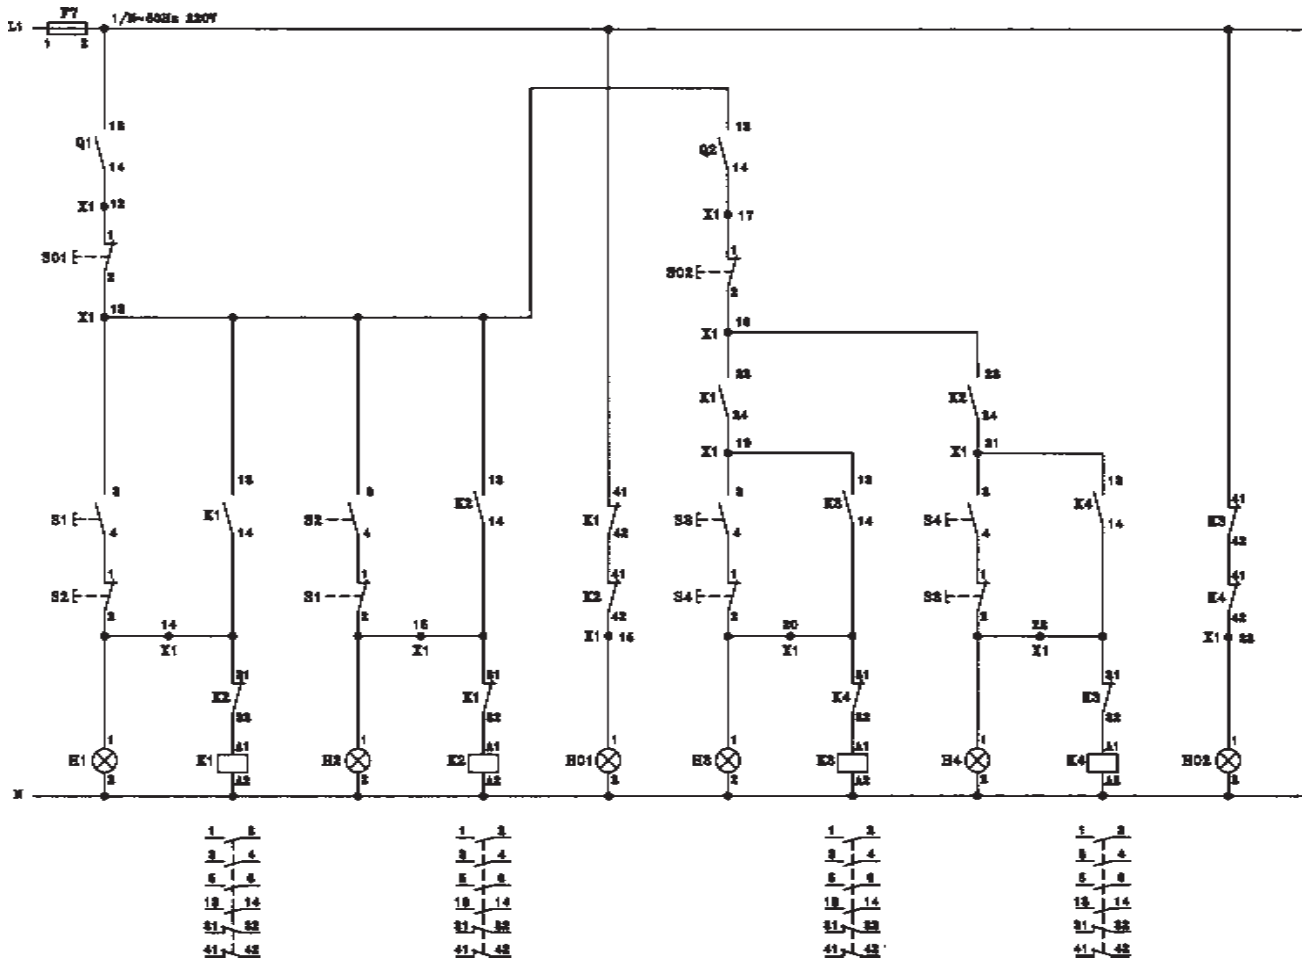 F7
L1
1/N~50Hz 220V
1 2
13 13
Q1 Q2
14 14
X1 12 X1 17
1 1
S01 S02
2 2
X1 13 X1 18
23 23
K1 K2
24 24
X1 19 X1 21
3 13 3 13 41 3 13 3 13 41
S1 K1 S2 K2 K1 S3 K3 S4 K4 K3
4 14 4 14 42 4 14 4 14 42
1 1 41 1 1 41
S2 S1 K2 S4 S3 K4
2 2 42 2 2 42
14 15 X1 16 20 22 X1 23
X1 X1 X1 X1
31 31 31 31
K2 K1 K4 K3
32 32 32 32
1 A1 1 A1 1 1 A1 1 A1 1
H1 K1 H2 K2 H01 H3 K3 H4 K4 H02
2 A2 2 A2 2 2 A2 2 A2 2
N
1 2 1 2 1 2 1 2
3 4 3 4 3 4 3 4
5 6 5 6 5 6 5 6
13 14 13 14 13 14 13 14
31 32 31 32 31 32 31 32
41 42 41 42 41 42 41 42